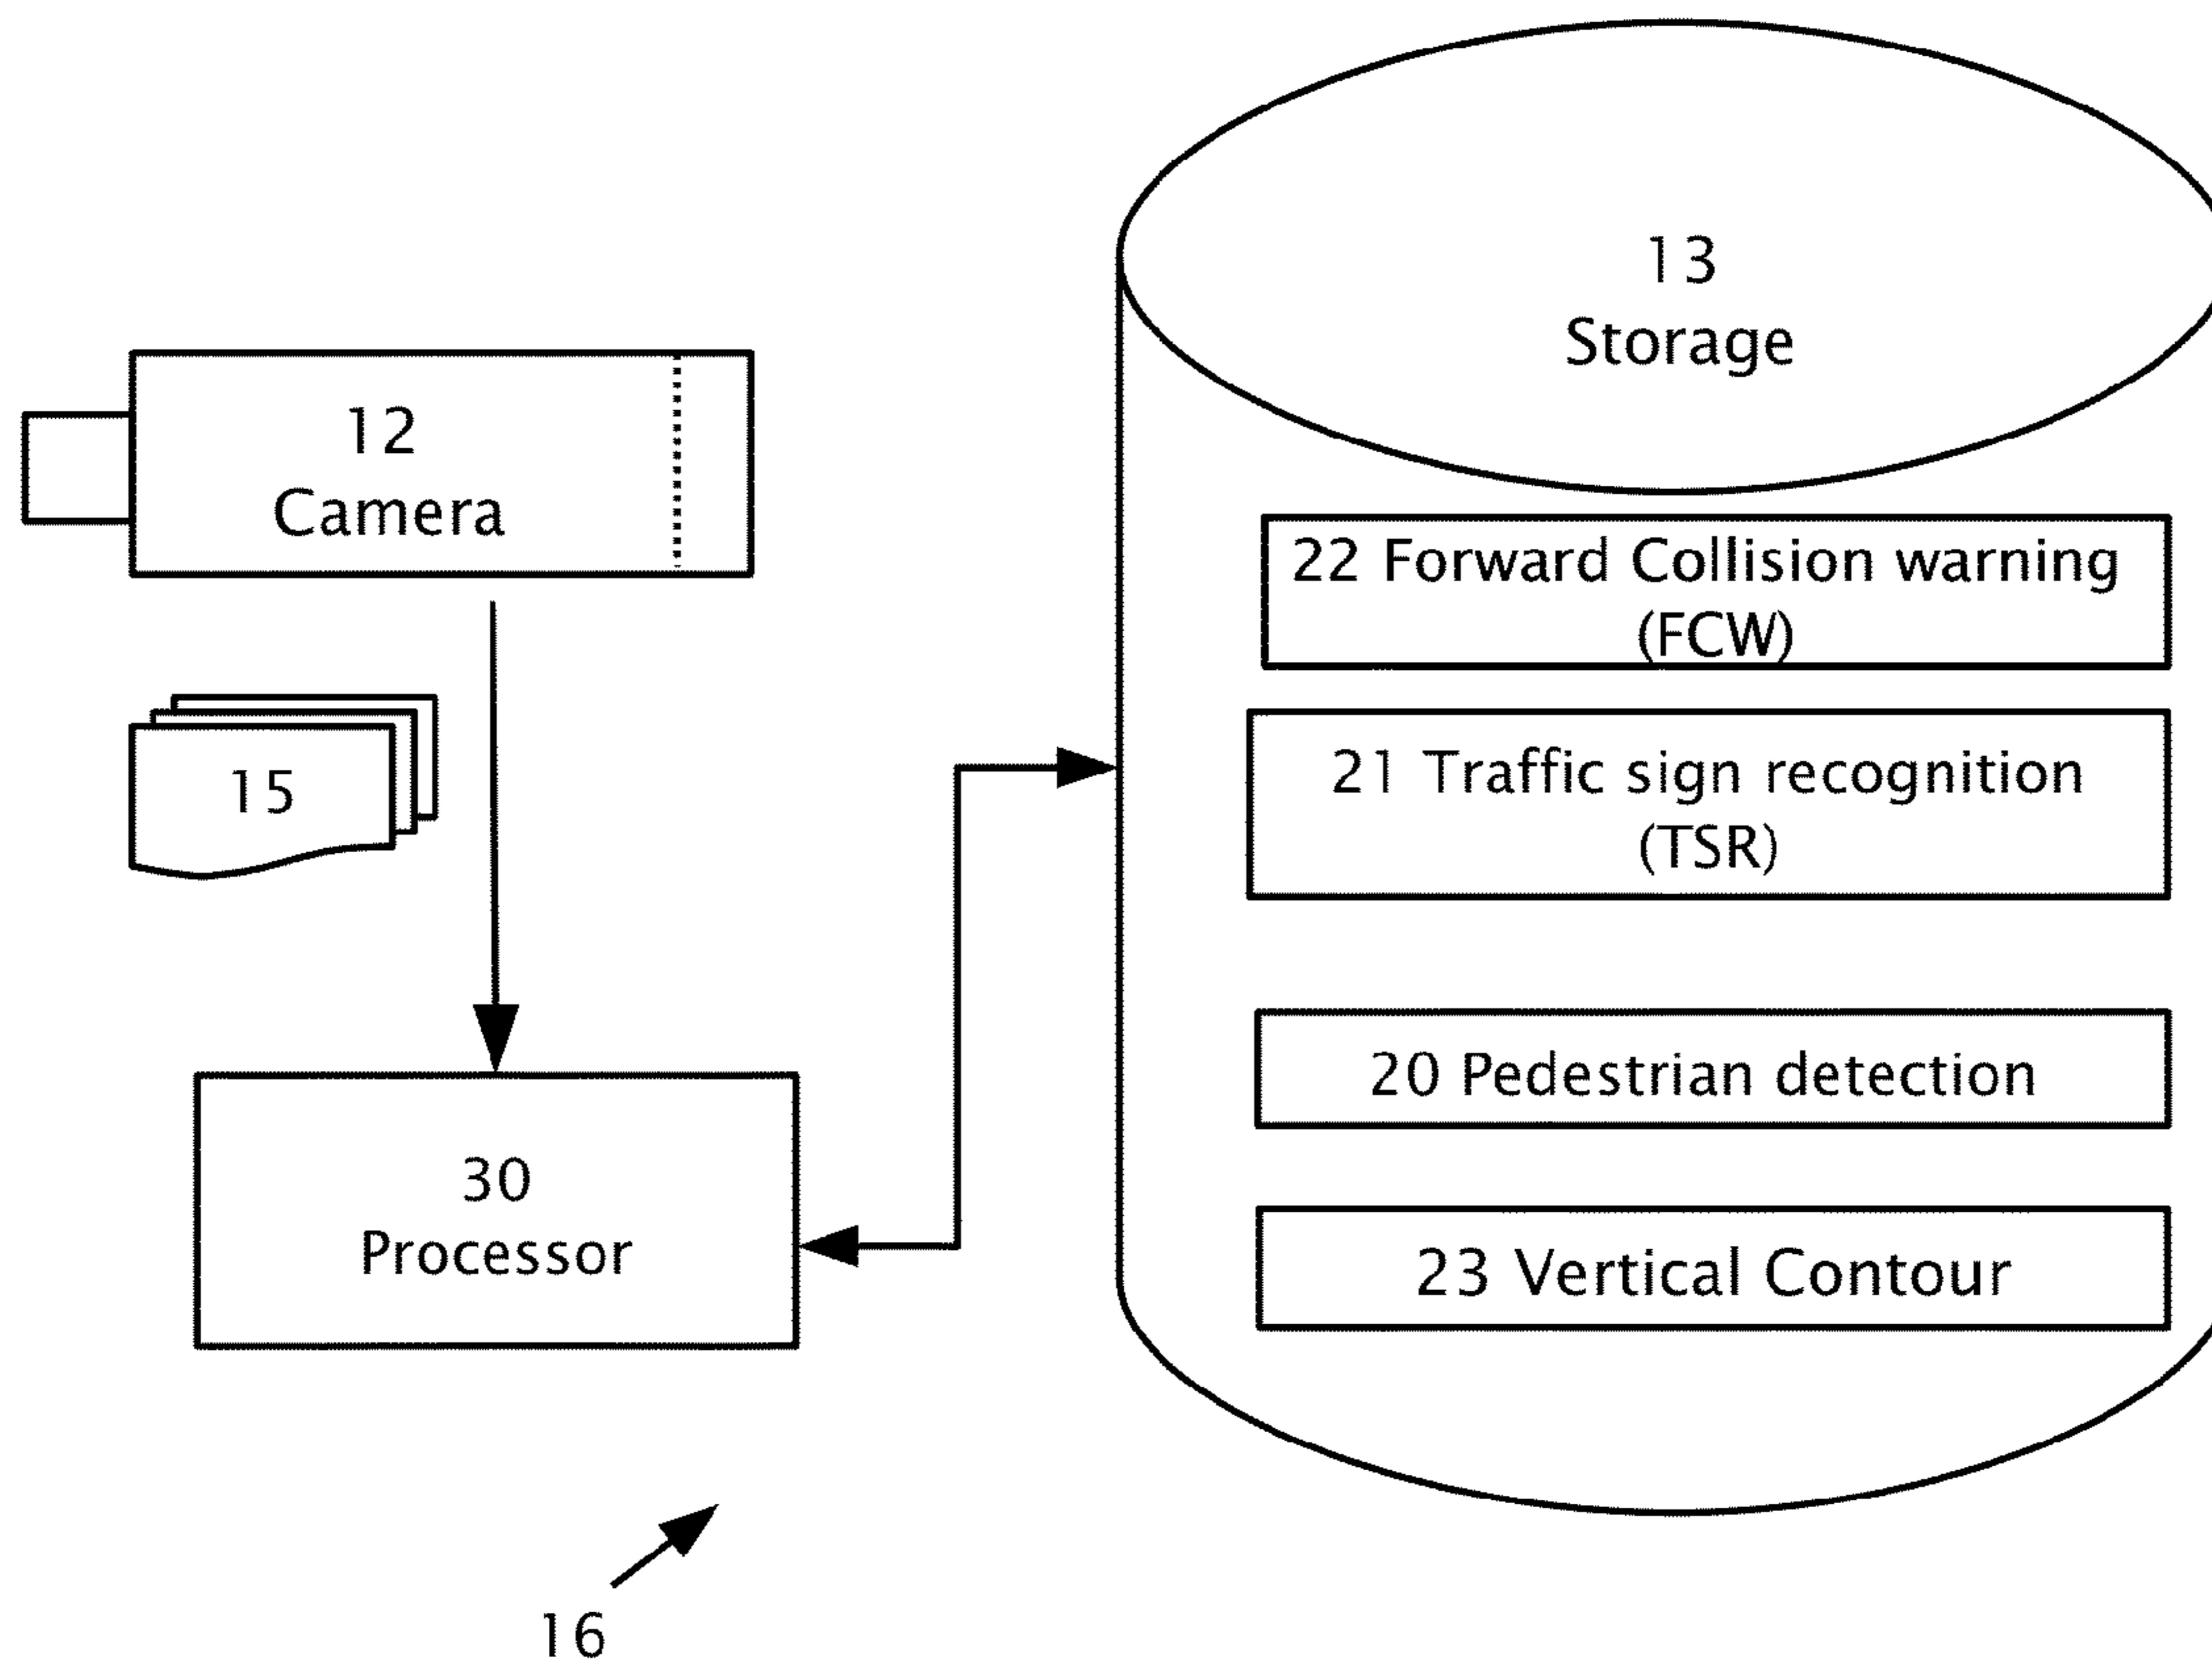 13
Storage
12
Camera
22 Forward Collision warning
(FCW)
21 Traffic sign recognition
(TSR)
15
20 Pedestrian detection
30
Processor
23 Vertical Contour
16